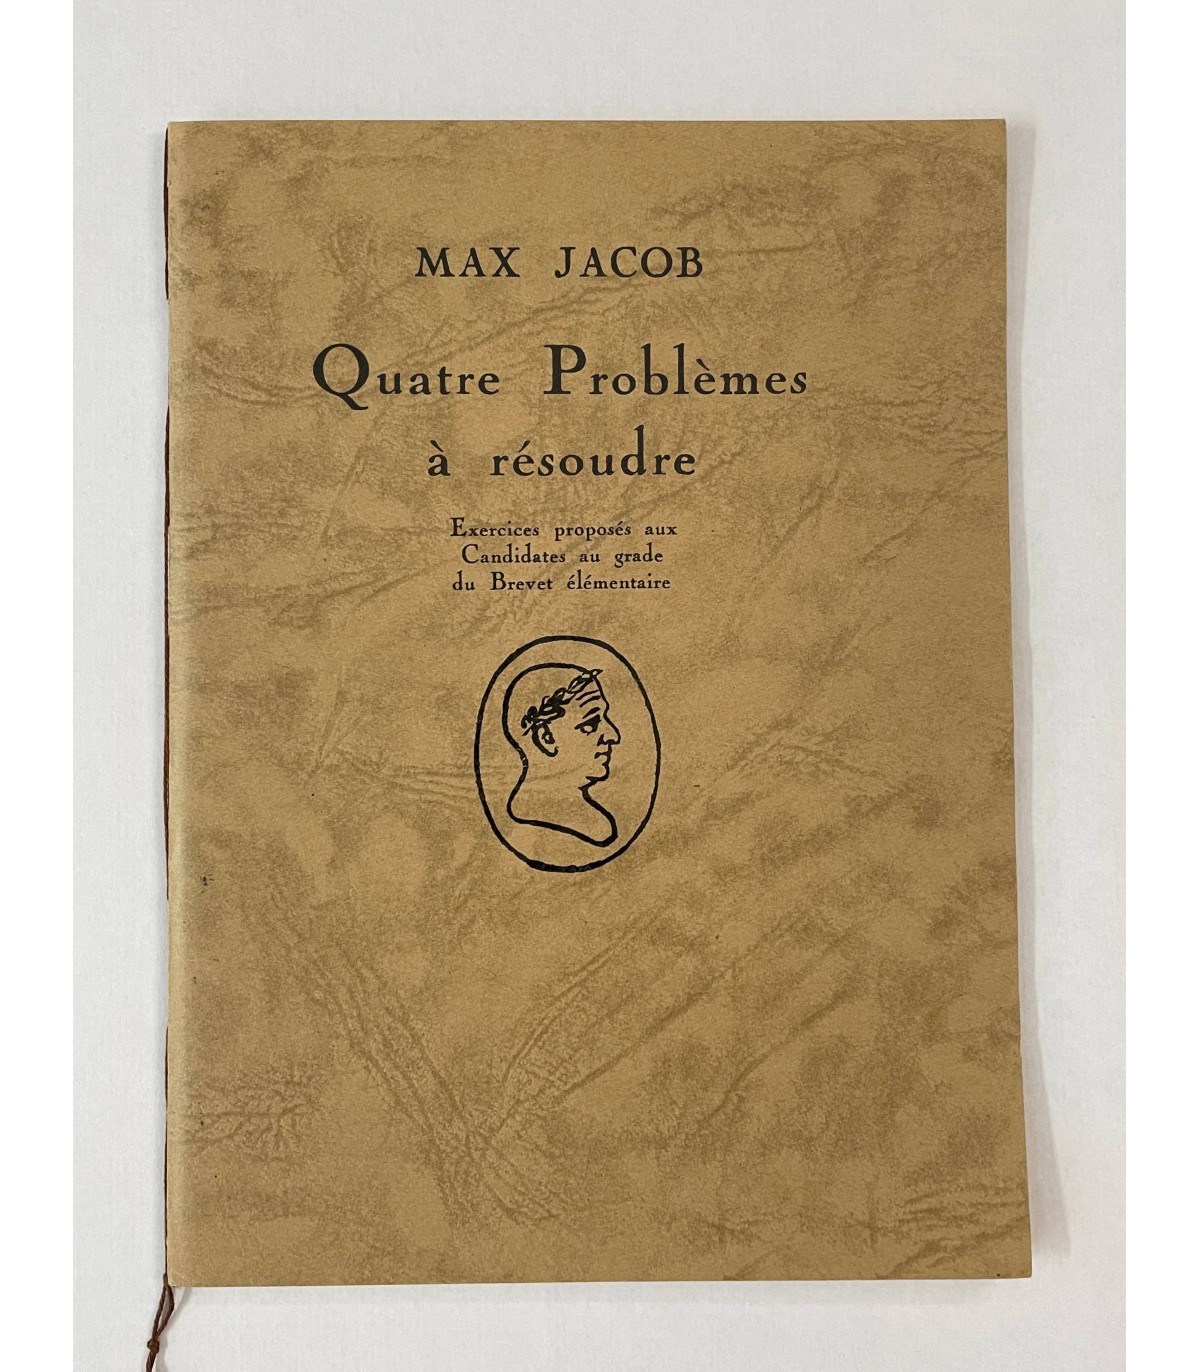 MAX JACOB
Quatre Problèmes
à résoudre
Exercices proposés aux
Candidates au grade
du Brevet élémentaire